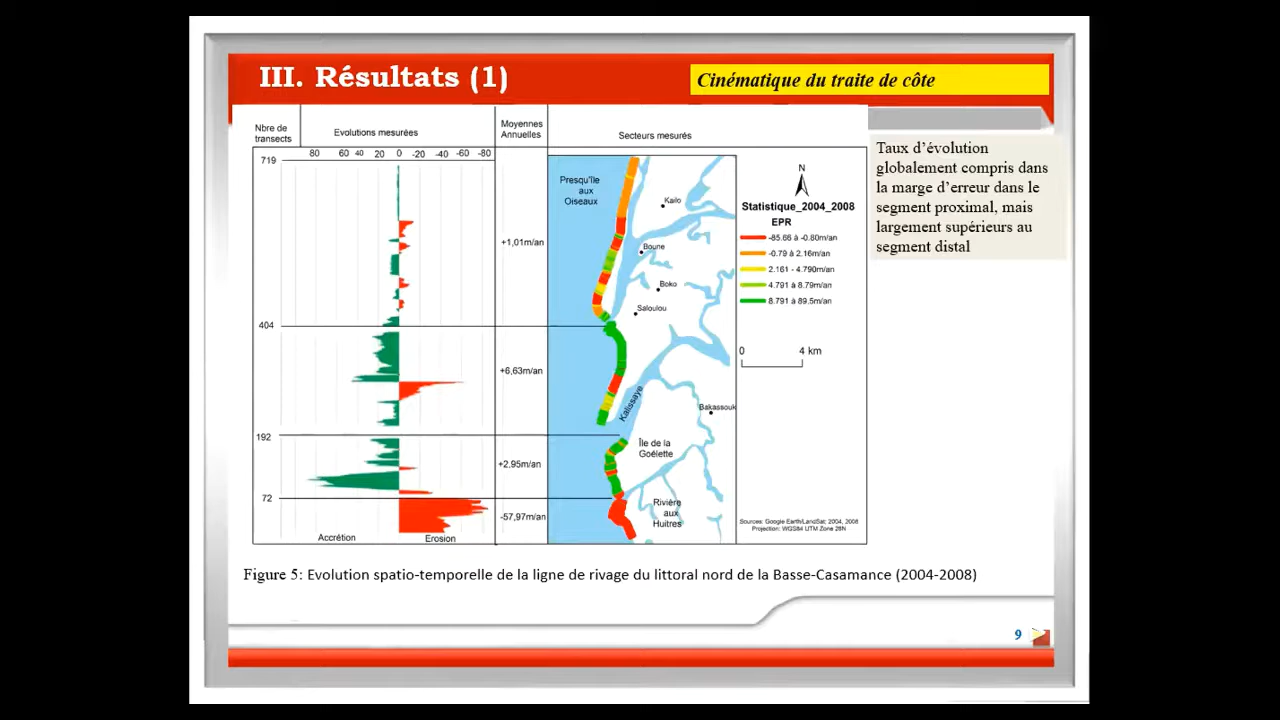 III. Résultats (1)
Cinématique du traite de côte
Nbre de
transects
Evolutions mesurées
Moyennes
Annuelles
Secteurs mesurés
80 60 40 20 0 -20 -40 -60 -80
719
404
192
72
+1,01m/an
+6,63m/an
+2.95m/an
-57,97m/an
Accrétion
Erosion
Presqu'île
aux
Oiseaux
Kailo
Boune
Boko
Saloulou
Kalissaye
Bakassouk
Île de la
Goélette
Rivière
aux
Huitres
N
Statistique_2004_2008
EPR
-85.66 à -0.80m/an
-0.79 à 2.16m/an
2.161 - 4.790m/an
4.791 à 8.79m/an
8.791 à 89.5m/an
0 4 km
Sources: Google Earth/LandSat; 2004, 2008
Projection: WGS84 UTM Zone 28N
Taux d'évolution
globalement compris dans
la marge d'erreur dans le
segment proximal, mais
largement supérieurs au
segment distal
Figure 5: Evolution spatio-temporelle de la ligne de rivage du littoral nord de la Basse-Casamance (2004-2008)
9